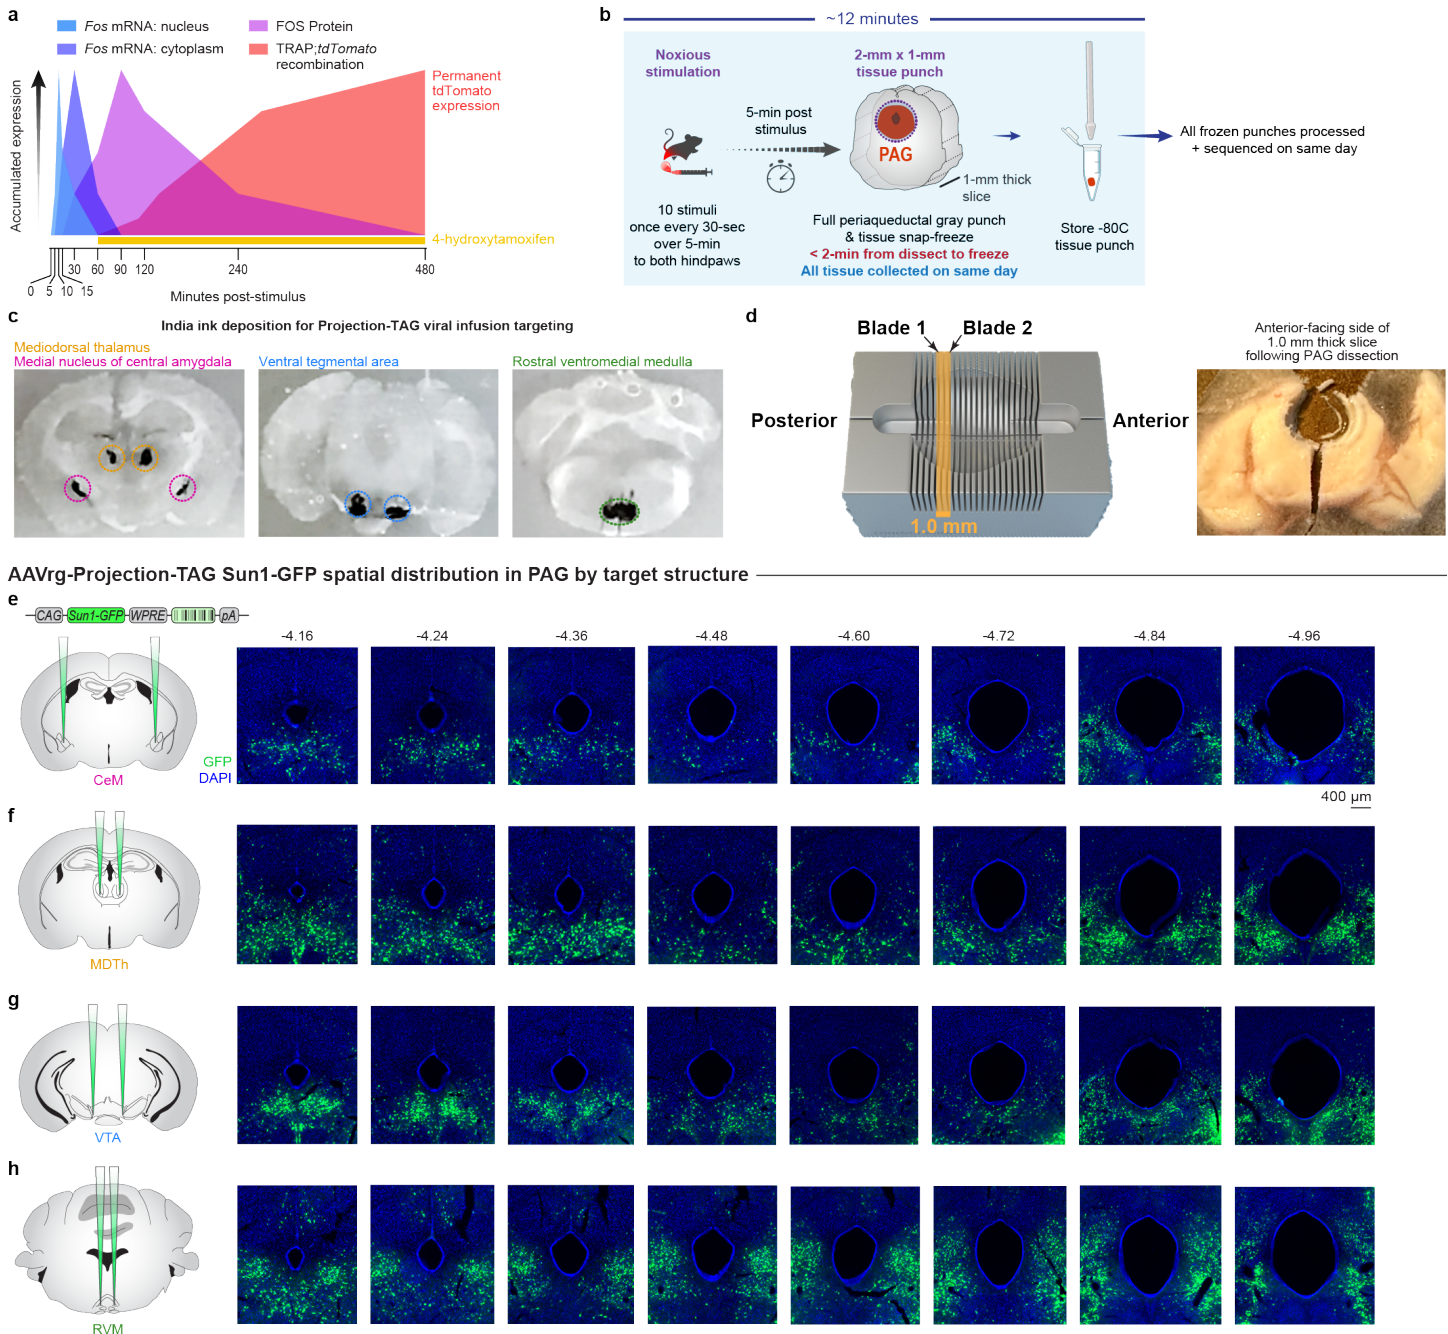 a
Fos mRNA: nucleus
FOS Protein
Fos mRNA: cytoplasm
TRAP;tdTomato
recombination
Accumulated expression
Permanent
tdTomato
expression
4-hydroxytamoxifen
30
60
90
120
240
480
0
5
10
15
Minutes post-stimulus
b
~12 minutes
Noxious
stimulation
2-mm x 1-mm
tissue punch
5-min post
stimulus
PAG
1-mm thick
slice
10 stimuli
once every 30-sec
over 5-min
to both hindpaws
Full periaqueductal gray punch
& tissue snap-freeze
< 2-min from dissect to freeze
All tissue collected on same day
Store -80C
tissue punch
All frozen punches processed
+ sequenced on same day
c
India ink deposition for Projection-TAG viral infusion targeting
Mediodorsal thalamus
Medial nucleus of central amygdala
Ventral tegmental area
Rostral ventromedial medulla
d
Blade 1
Blade 2
Posterior
Anterior
1.0 mm
Anterior-facing side of
1.0 mm thick slice
following PAG dissection
AAVrg-Projection-TAG Sun1-GFP spatial distribution in PAG by target structure
e
CAG
Sun1-GFP
WPRE
pA
-4.16
-4.24
-4.36
-4.48
-4.60
-4.72
-4.84
-4.96
GFP
DAPI
CeM
400 µm
f
MDTh
g
VTA
h
RVM